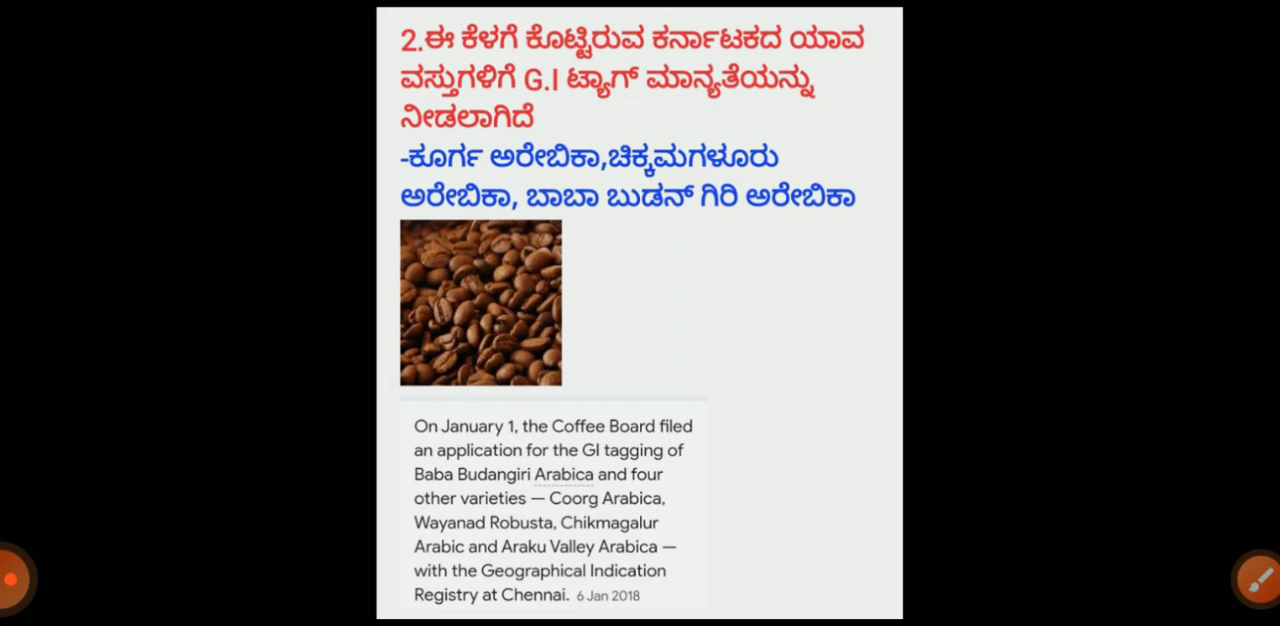 2.ಈ ಕೆಳಗೆ ಕೊಟ್ಟಿರುವ ಕರ್ನಾಟಕದ ಯಾವ
ವಸ್ತುಗಳಿಗೆ G.I ಟ್ಯಾಗ್ ಮಾನ್ಯತೆಯನ್ನು
ನೀಡಲಾಗಿದೆ
-ಕೂರ್ಗ ಅರೇಬಿಕಾ,ಚಿಕ್ಕಮಗಳೂರು
ಅರೇಬಿಕಾ, ಬಾಬಾ ಬುಡನ್ ಗಿರಿ ಅರೇಬಿಕಾ
On January 1, the Coffee Board filed
an application for the GI tagging of
Baba Budangiri Arabica and four
other varieties — Coorg Arabica,
Wayanad Robusta, Chikmagalur
Arabic and Araku Valley Arabica —
with the Geographical Indication
Registry at Chennai. 6 Jan 2018